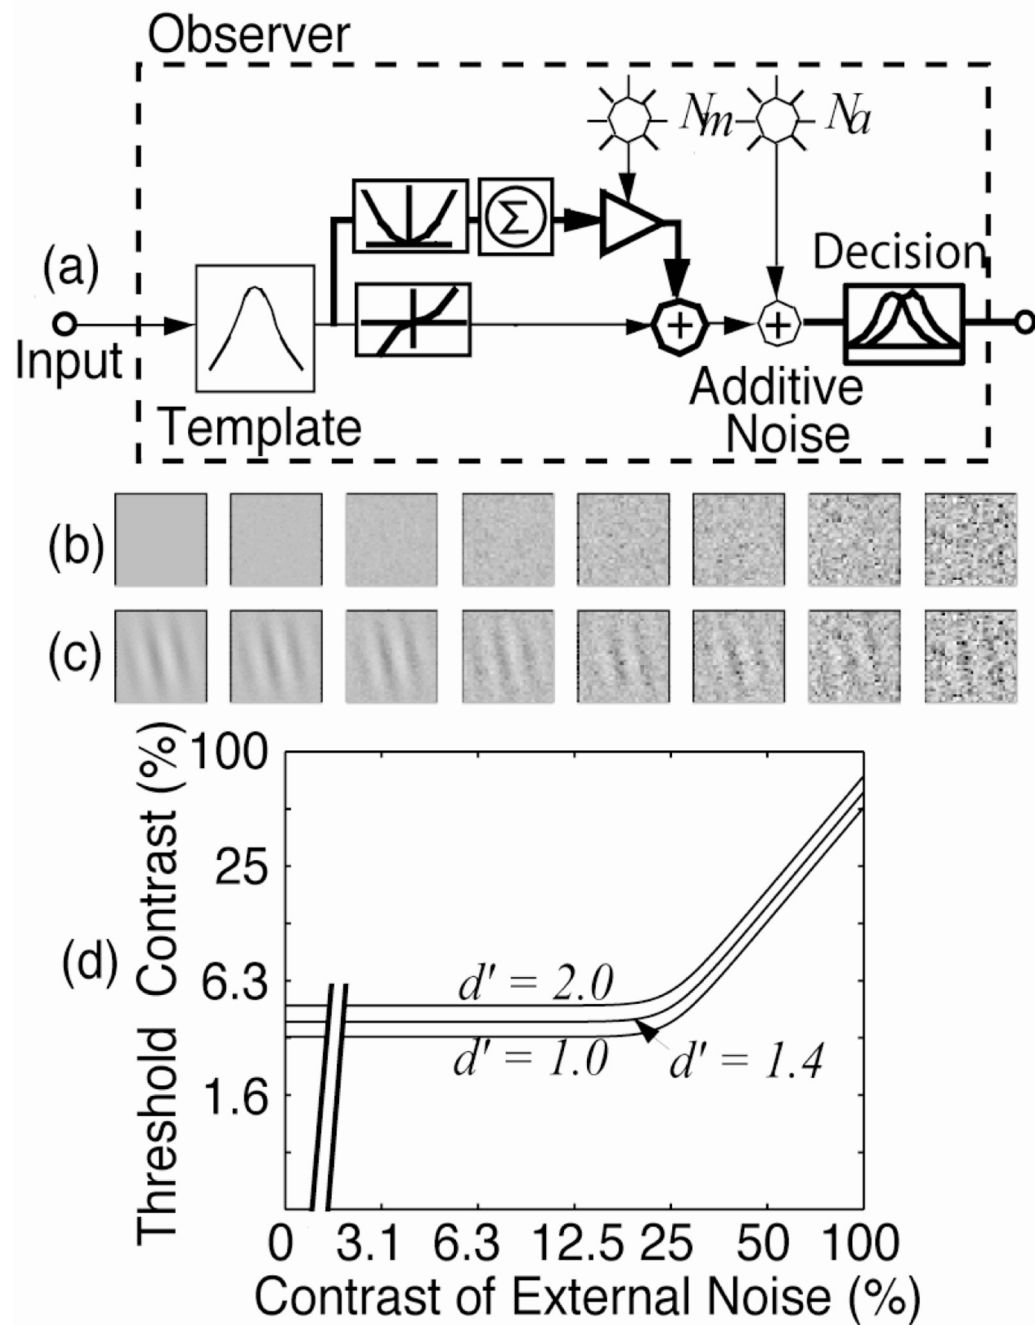 Observer
Nm
Na
Σ
(a)
Decision
Input
+
+
Additive
Noise
Template
(b)
(c)
(d)
Threshold Contrast (%)
100
25
6.3
1.6
d' = 2.0
d' = 1.0
d' = 1.4
0 3.1 6.3 12.5 25 50 100
Contrast of External Noise (%)